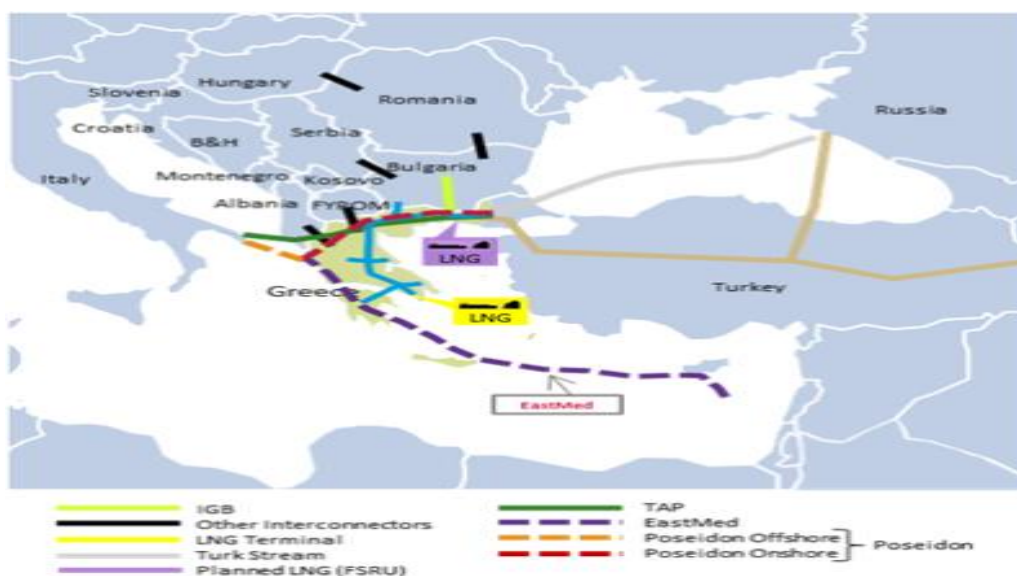 Hungary
Slovenia
Romania
Russia
Croatia
Serbia
B&H
Bulgaria
Italy
Montenegro
Kosovo
Albania
FYROM
LNG
Greece
Turkey
LNG
EastMed
IGB
Other Interconnectors
LNG Terminal
Turk Stream
Planned LNG (FSRU)
TAP
EastMed
Poseidon Offshore
Poseidon Onshore
Poseidon